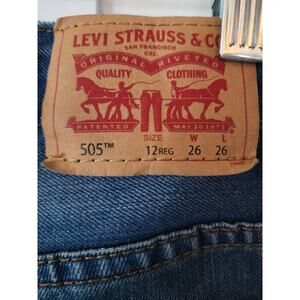 LEVI STRAUSS & CO
SAN FRANCISCO
CAL.
ORIGINAL RIVETED
QUALITY CLOTHING
PATENTED MAY 20 1873
SIZE W
505™ 12REG 26 26